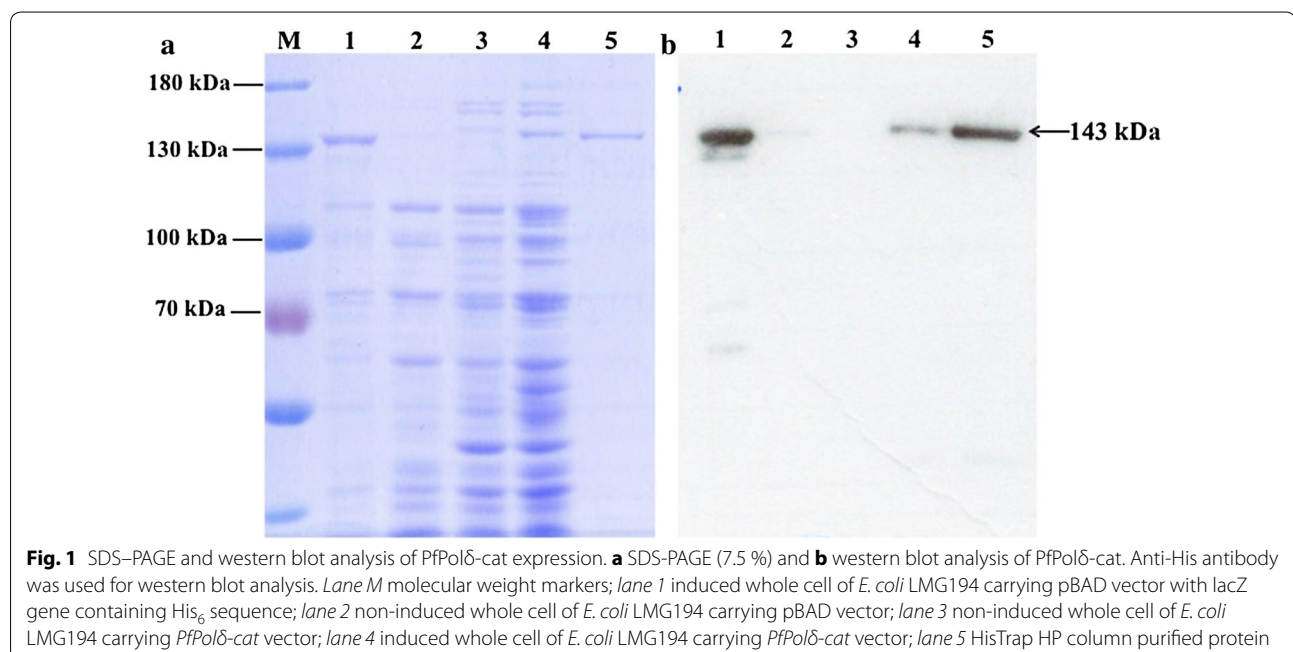 a M 1 2 3 4 5 b 1 2 3 4 5
180 kDa
130 kDa
←143 kDa
100 kDa
70 kDa
Fig. 1 SDS–PAGE and western blot analysis of PfPolδ-cat expression. a SDS-PAGE (7.5 %) and b western blot analysis of PfPolδ-cat. Anti-His antibody
was used for western blot analysis. Lane M molecular weight markers; lane 1 induced whole cell of E. coli LMG194 carrying pBAD vector with lacZ
gene containing His₆ sequence; lane 2 non-induced whole cell of E. coli LMG194 carrying pBAD vector; lane 3 non-induced whole cell of E. coli
LMG194 carrying PfPolδ-cat vector; lane 4 induced whole cell of E. coli LMG194 carrying PfPolδ-cat vector; lane 5 HisTrap HP column purified protein